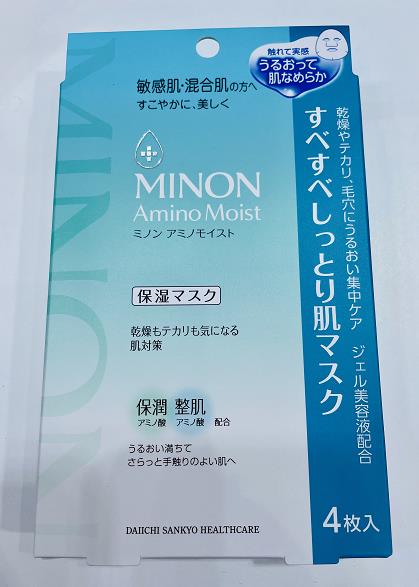 触れて実感
うるおって
肌なめらか
敏感肌・混合肌の方へ
すこやかに、美しく
MINON
MINON
Amino Moist
ミノン アミノモイスト
保湿マスク
乾燥もテカリも気になる
肌対策
保潤 整肌
アミノ酸 アミノ酸 配合
うるおい満ちて
さらっと手触りのよい肌へ
DAIICHI SANKYO HEALTHCARE
乾燥やテカリ、毛穴にうるおい集中ケア ジェル美容液配合
すべすべしっとり肌マスク
4枚入